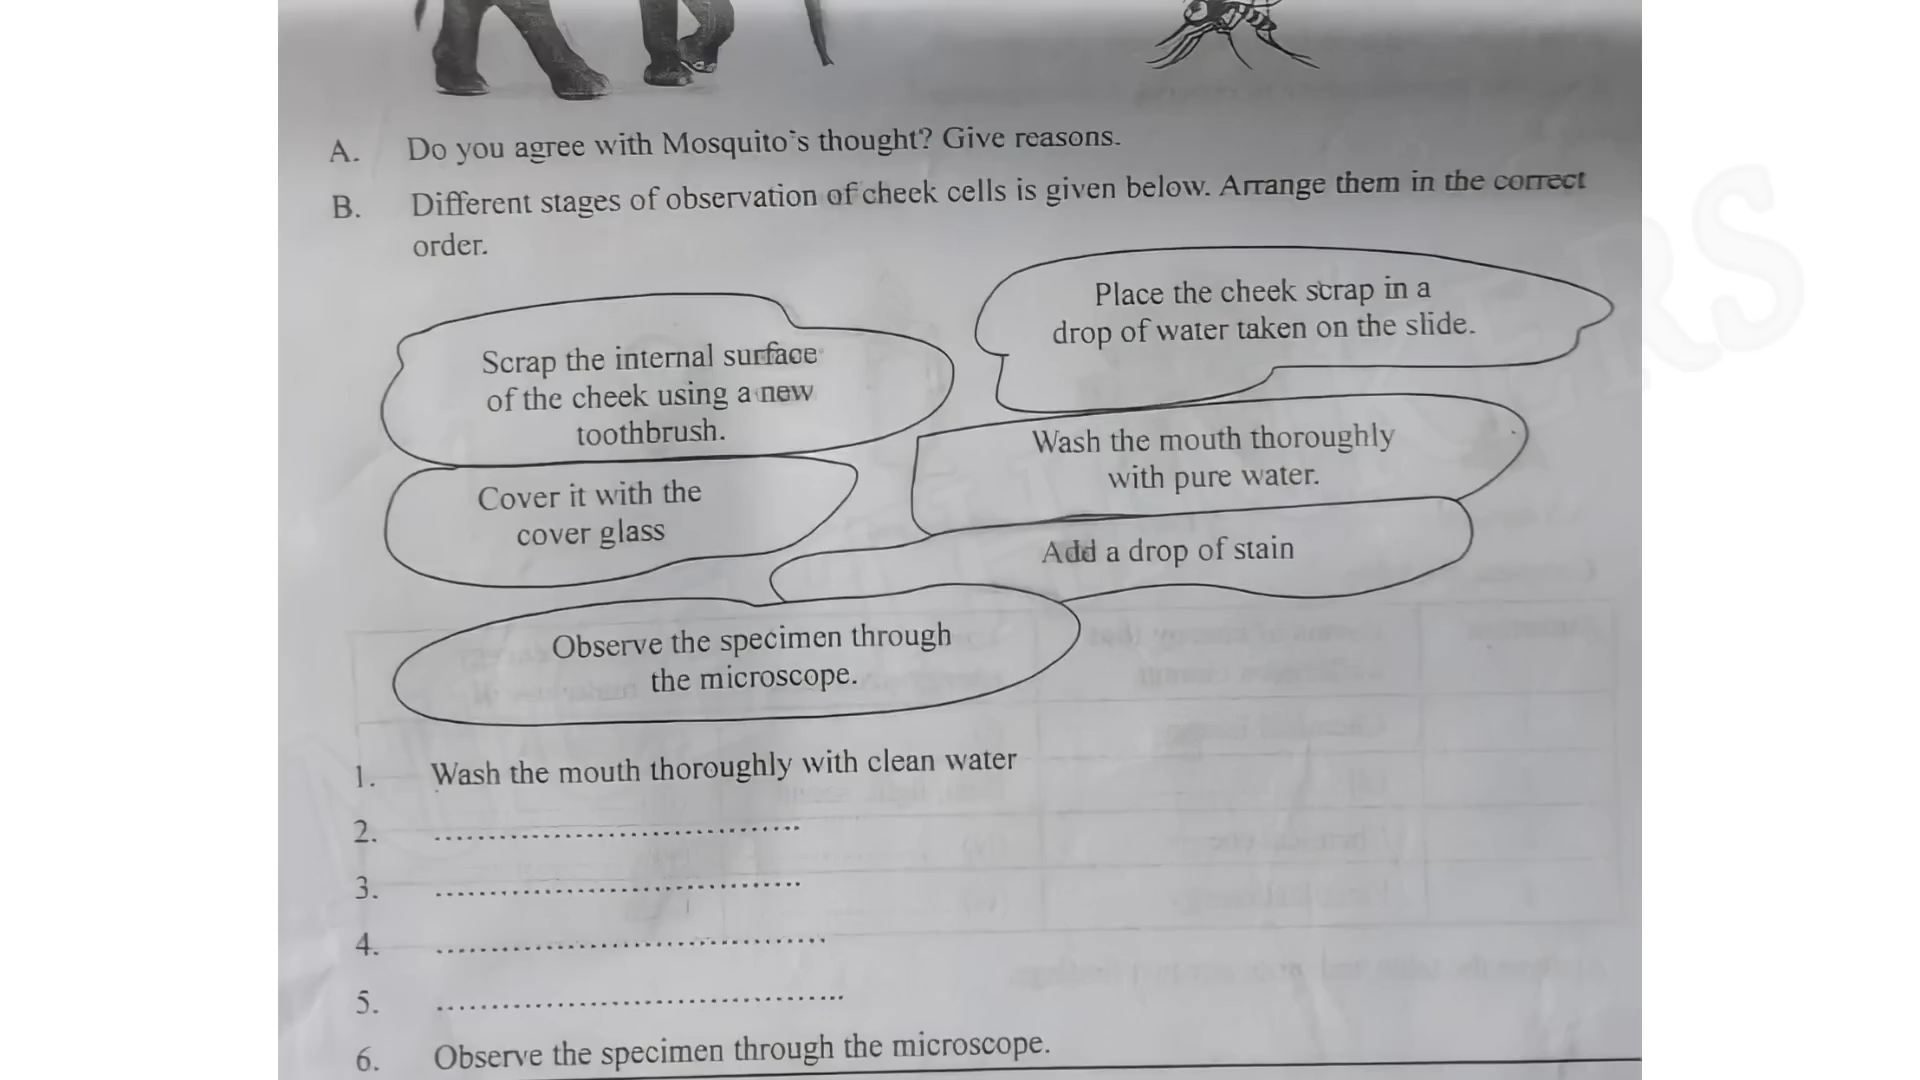 A. Do you agree with Mosquito's thought? Give reasons.
B. Different stages of observation of cheek cells is given below. Arrange them in the correct
order.
Place the cheek scrap in a
drop of water taken on the slide.
Scrap the internal surface
of the cheek using a new
toothbrush.
Wash the mouth thoroughly
with pure water.
Cover it with the
cover glass
Add a drop of stain
Observe the specimen through
the microscope.
1. Wash the mouth thoroughly with clean water
2. ..................................
3. ..................................
4. ....................................
5. ......................................
6. Observe the specimen through the microscope.